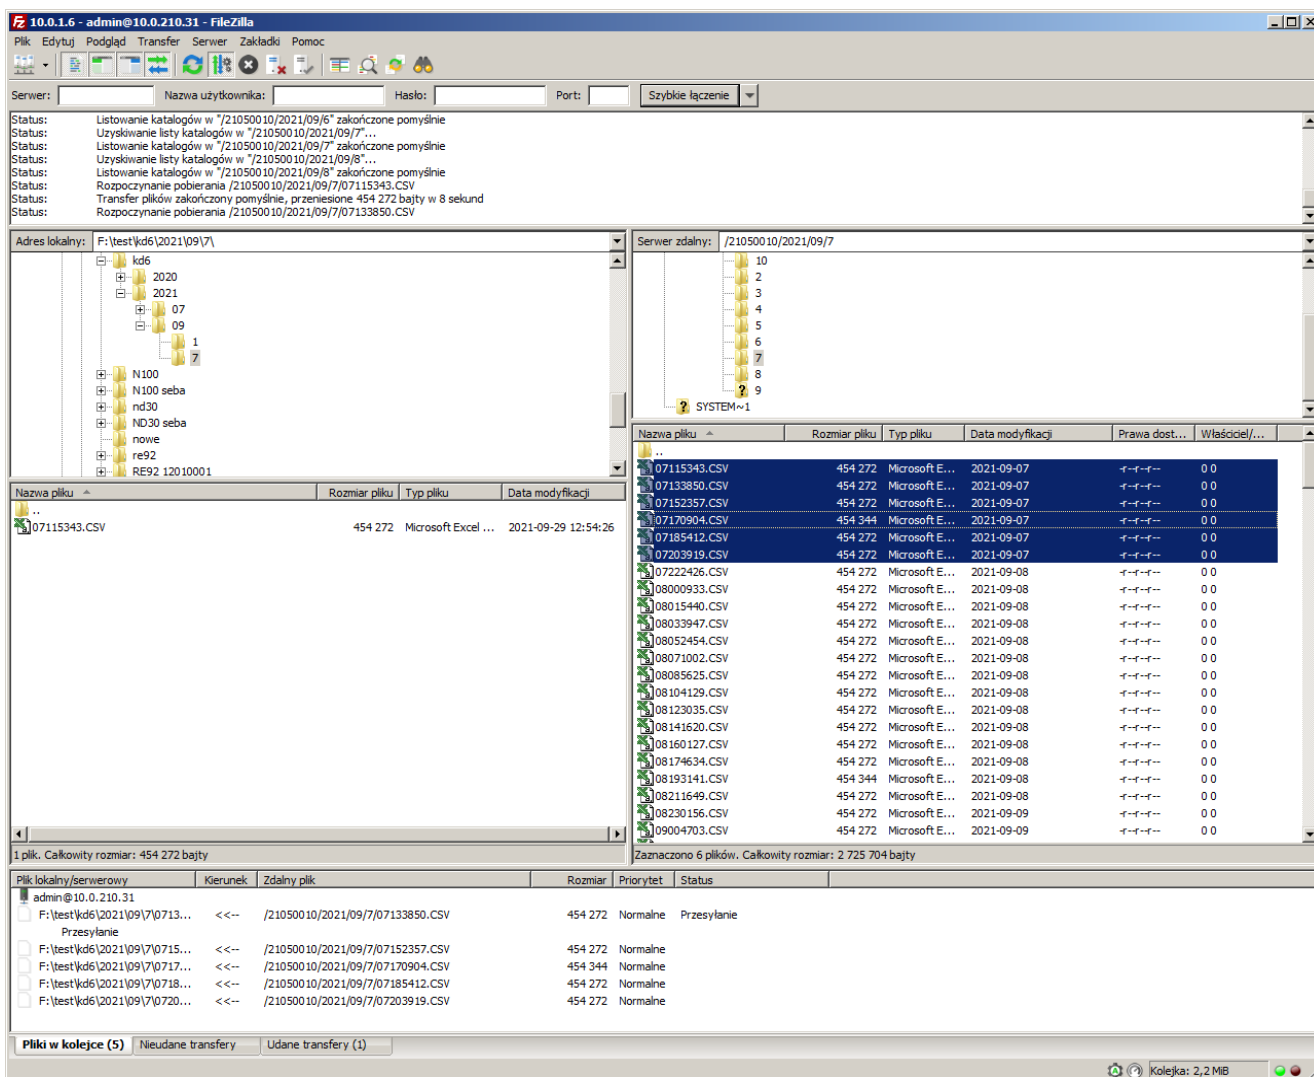 10.0.1.6 - admin@10.0.210.31 - FileZilla
Plik Edytuj Podgląd Transfer Serwer Zakładki Pomoc
Serwer: Nazwa użytkownika: Hasło: Port: Szybkie łączenie
Status: Listowanie katalogów w "/21050010/2021/09/6" zakończone pomyślnie
Status: Uzyskiwanie listy katalogów w "/21050010/2021/09/7"...
Status: Listowanie katalogów w "/21050010/2021/09/7" zakończone pomyślnie
Status: Uzyskiwanie listy katalogów w "/21050010/2021/09/8"...
Status: Listowanie katalogów w "/21050010/2021/09/8" zakończone pomyślnie
Status: Rozpoczynanie pobierania /21050010/2021/09/7/07115343.CSV
Status: Transfer plików zakończony pomyślnie, przeniesione 454 272 bajty w 8 sekund
Status: Rozpoczynanie pobierania /21050010/2021/09/7/07133850.CSV
Adres lokalny: F:\test\kd6\2021\09\7\
kd6
2020
2021
07
09
1
7
N100
N100 seba
nd30
ND30 seba
nowe
re92
RE92 12010001
Nazwa pliku Rozmiar pliku Typ pliku Data modyfikacji
..
07115343.CSV 454 272 Microsoft Excel ... 2021-09-29 12:54:26
1 plik. Całkowity rozmiar: 454 272 bajty
Serwer zdalny: /21050010/2021/09/7
10
2
3
4
5
6
7
8
9
SYSTEM~1
Nazwa pliku Rozmiar pliku Typ pliku Data modyfikacji Prawa dost... Właściciel/...
..
07115343.CSV 454 272 Microsoft E... 2021-09-07 -r--r--r-- 0 0
07133850.CSV 454 272 Microsoft E... 2021-09-07 -r--r--r-- 0 0
07152357.CSV 454 272 Microsoft E... 2021-09-07 -r--r--r-- 0 0
07170904.CSV 454 344 Microsoft E... 2021-09-07 -r--r--r-- 0 0
07185412.CSV 454 272 Microsoft E... 2021-09-07 -r--r--r-- 0 0
07203919.CSV 454 272 Microsoft E... 2021-09-07 -r--r--r-- 0 0
07222426.CSV 454 272 Microsoft E... 2021-09-08 -r--r--r-- 0 0
08000933.CSV 454 272 Microsoft E... 2021-09-08 -r--r--r-- 0 0
08015440.CSV 454 272 Microsoft E... 2021-09-08 -r--r--r-- 0 0
08033947.CSV 454 272 Microsoft E... 2021-09-08 -r--r--r-- 0 0
08052454.CSV 454 272 Microsoft E... 2021-09-08 -r--r--r-- 0 0
08071002.CSV 454 272 Microsoft E... 2021-09-08 -r--r--r-- 0 0
08085625.CSV 454 272 Microsoft E... 2021-09-08 -r--r--r-- 0 0
08104129.CSV 454 272 Microsoft E... 2021-09-08 -r--r--r-- 0 0
08123035.CSV 454 272 Microsoft E... 2021-09-08 -r--r--r-- 0 0
08141620.CSV 454 272 Microsoft E... 2021-09-08 -r--r--r-- 0 0
08160127.CSV 454 272 Microsoft E... 2021-09-08 -r--r--r-- 0 0
08174634.CSV 454 272 Microsoft E... 2021-09-08 -r--r--r-- 0 0
08193141.CSV 454 344 Microsoft E... 2021-09-08 -r--r--r-- 0 0
08211649.CSV 454 272 Microsoft E... 2021-09-08 -r--r--r-- 0 0
08230156.CSV 454 272 Microsoft E... 2021-09-09 -r--r--r-- 0 0
09004703.CSV 454 272 Microsoft E... 2021-09-09 -r--r--r-- 0 0
Zaznaczono 6 plików. Całkowity rozmiar: 2 725 704 bajty
Plik lokalny/serwerowy Kierunek Zdalny plik Rozmiar Priorytet Status
admin@10.0.210.31
F:\test\kd6\2021\09\7\0713... <<-- /21050010/2021/09/7/07133850.CSV 454 272 Normalne Przesyłanie
Przesyłanie
F:\test\kd6\2021\09\7\0715... <<-- /21050010/2021/09/7/07152357.CSV 454 272 Normalne
F:\test\kd6\2021\09\7\0717... <<-- /21050010/2021/09/7/07170904.CSV 454 344 Normalne
F:\test\kd6\2021\09\7\0718... <<-- /21050010/2021/09/7/07185412.CSV 454 272 Normalne
F:\test\kd6\2021\09\7\0720... <<-- /21050010/2021/09/7/07203919.CSV 454 272 Normalne
Pliki w kolejce (5) Nieudane transfery Udane transfery (1)
Kolejka: 2,2 MiB